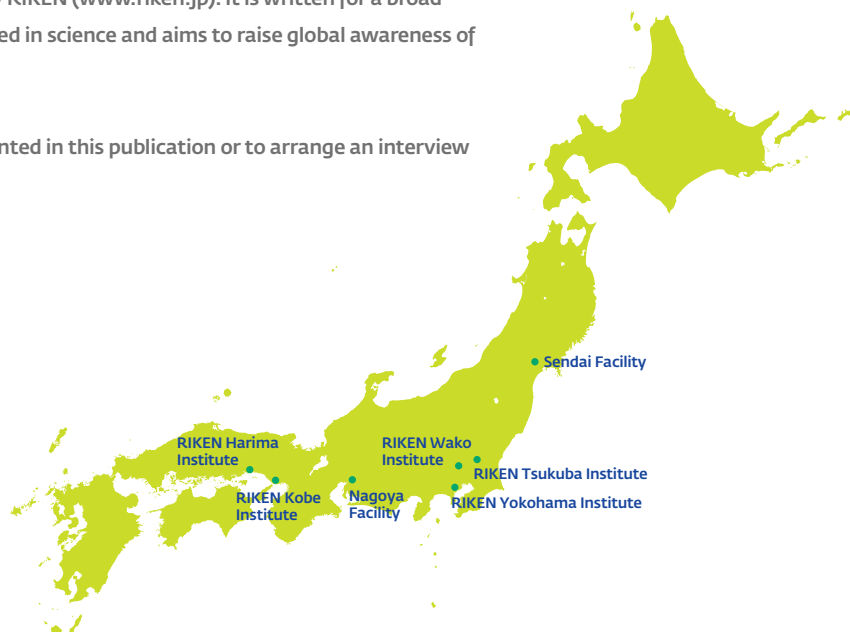 RIKEN (www.riken.jp). It is written for a broad
ed in science and aims to raise global awareness of
nted in this publication or to arrange an interview
Sendai Facility
RIKEN Harima
Institute
RIKEN Wako
Institute
RIKEN Tsukuba Institute
RIKEN Kobe
Institute
Nagoya
Facility
RIKEN Yokohama Institute